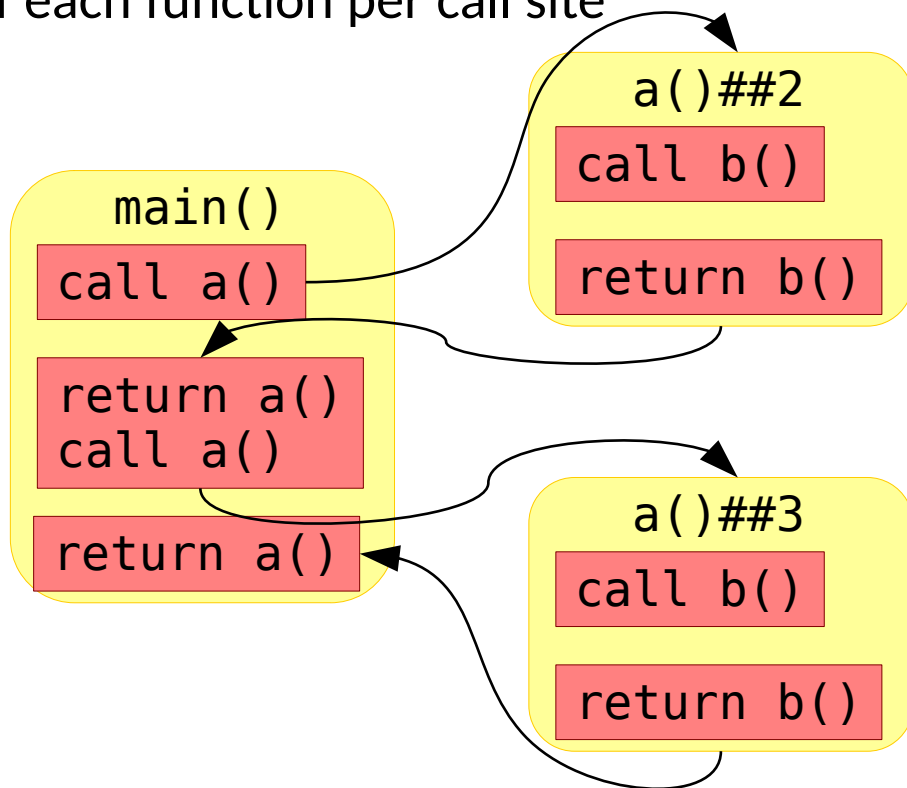 each function per call site
main()
call a()
return a()
call a()
return a()
a()##2
call b()
return b()
a()##3
call b()
return b()